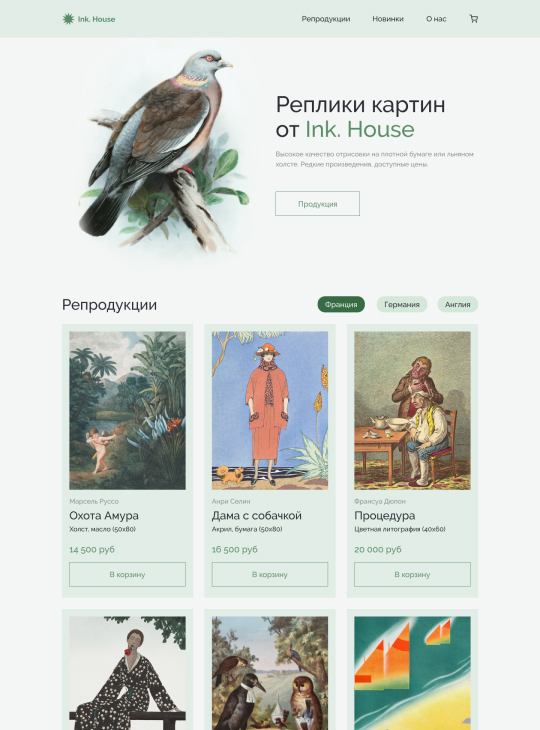 Ink. House
Репродукции
Новинки
О нас
Реплики картин
от Ink. House
Высокое качество отрисовки на плотной бумаге или льняном
холсте. Редкие произведения, доступные цены.
Продукция
Репродукции
Франция
Германия
Англия
Марсель Руссо
Охота Амура
Холст, масло (50х80)
14 500 руб
В корзину
Анри Селин
Дама с собачкой
Акрил, бумага (50х80)
16 500 руб
В корзину
Франсуа Дюпон
Процедура
Цветная литография (40х60)
20 000 руб
В корзину